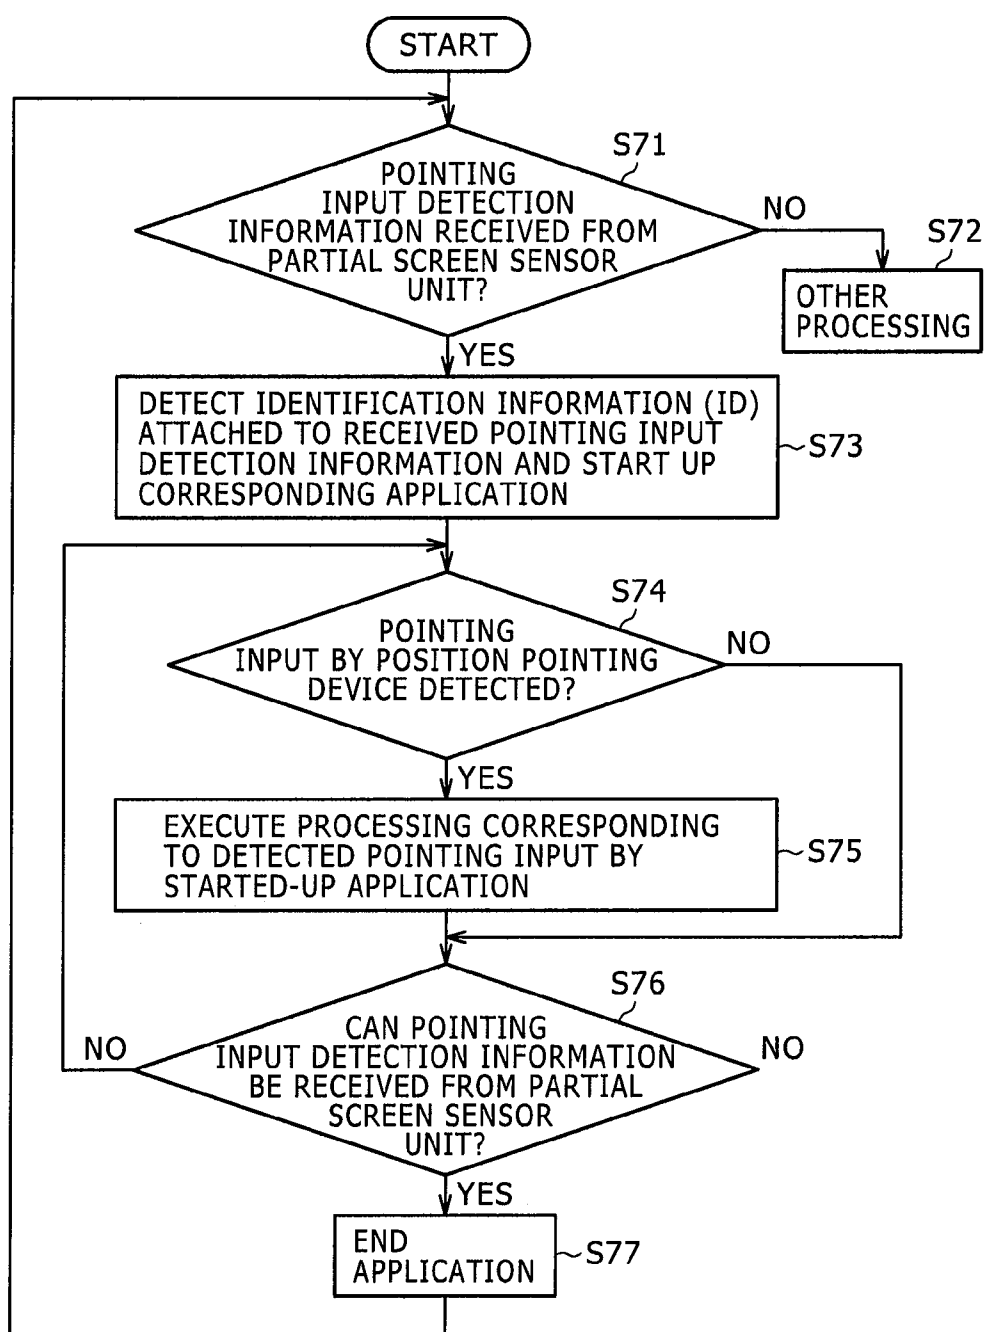 START
S71
POINTING
INPUT DETECTION
INFORMATION RECEIVED FROM
PARTIAL SCREEN SENSOR
UNIT?
NO
S72
OTHER
PROCESSING
YES
DETECT IDENTIFICATION INFORMATION (ID)
ATTACHED TO RECEIVED POINTING INPUT
DETECTION INFORMATION AND START UP
CORRESPONDING APPLICATION
S73
S74
POINTING
INPUT BY POSITION POINTING
DEVICE DETECTED?
NO
YES
EXECUTE PROCESSING CORRESPONDING
TO DETECTED POINTING INPUT BY
STARTED-UP APPLICATION
S75
S76
CAN POINTING
INPUT DETECTION INFORMATION
BE RECEIVED FROM PARTIAL
SCREEN SENSOR
UNIT?
NO
NO
YES
END
APPLICATION
S77